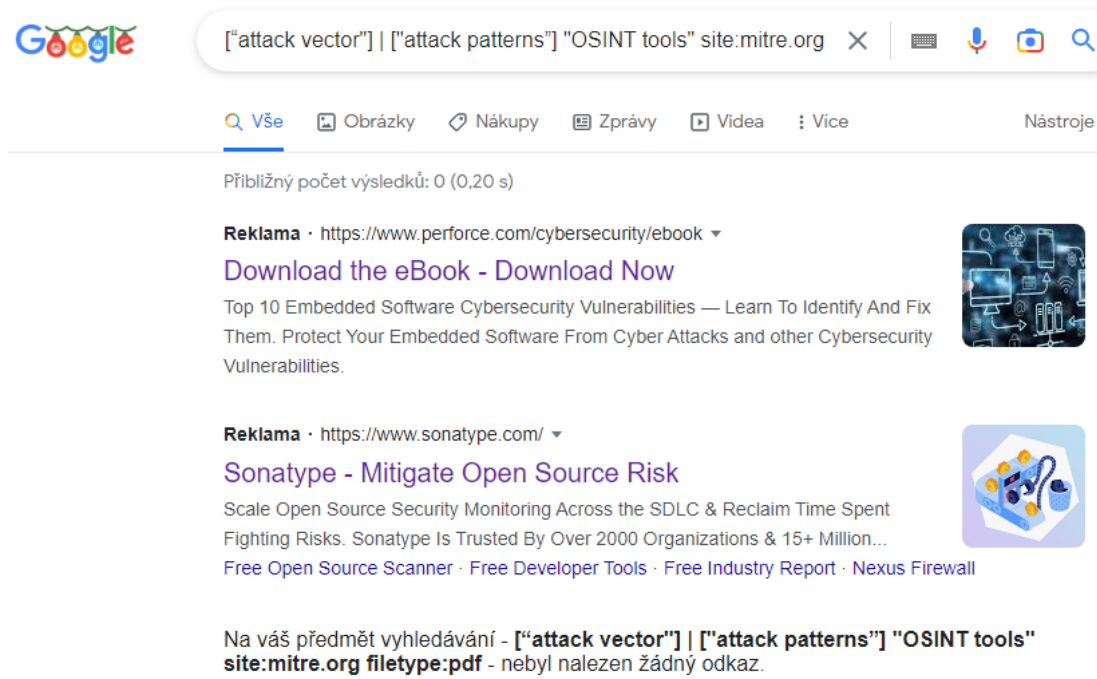 Google
[“attack vector"] | ["attack patterns”] "OSINT tools" site:mitre.org
Vše Obrázky Nákupy Zprávy Videa Více Nástroje
Přibližný počet výsledků: 0 (0,20 s)
Reklama · https://www.perforce.com/cybersecurity/ebook
Download the eBook - Download Now
Top 10 Embedded Software Cybersecurity Vulnerabilities — Learn To Identify And Fix
Them. Protect Your Embedded Software From Cyber Attacks and other Cybersecurity
Vulnerabilities.
Reklama · https://www.sonatype.com/
Sonatype - Mitigate Open Source Risk
Scale Open Source Security Monitoring Across the SDLC & Reclaim Time Spent
Fighting Risks. Sonatype Is Trusted By Over 2000 Organizations & 15+ Million...
Free Open Source Scanner · Free Developer Tools · Free Industry Report · Nexus Firewall
Na váš předmět vyhledávání - [“attack vector"] | ["attack patterns”] "OSINT tools"
site:mitre.org filetype:pdf - nebyl nalezen žádný odkaz.